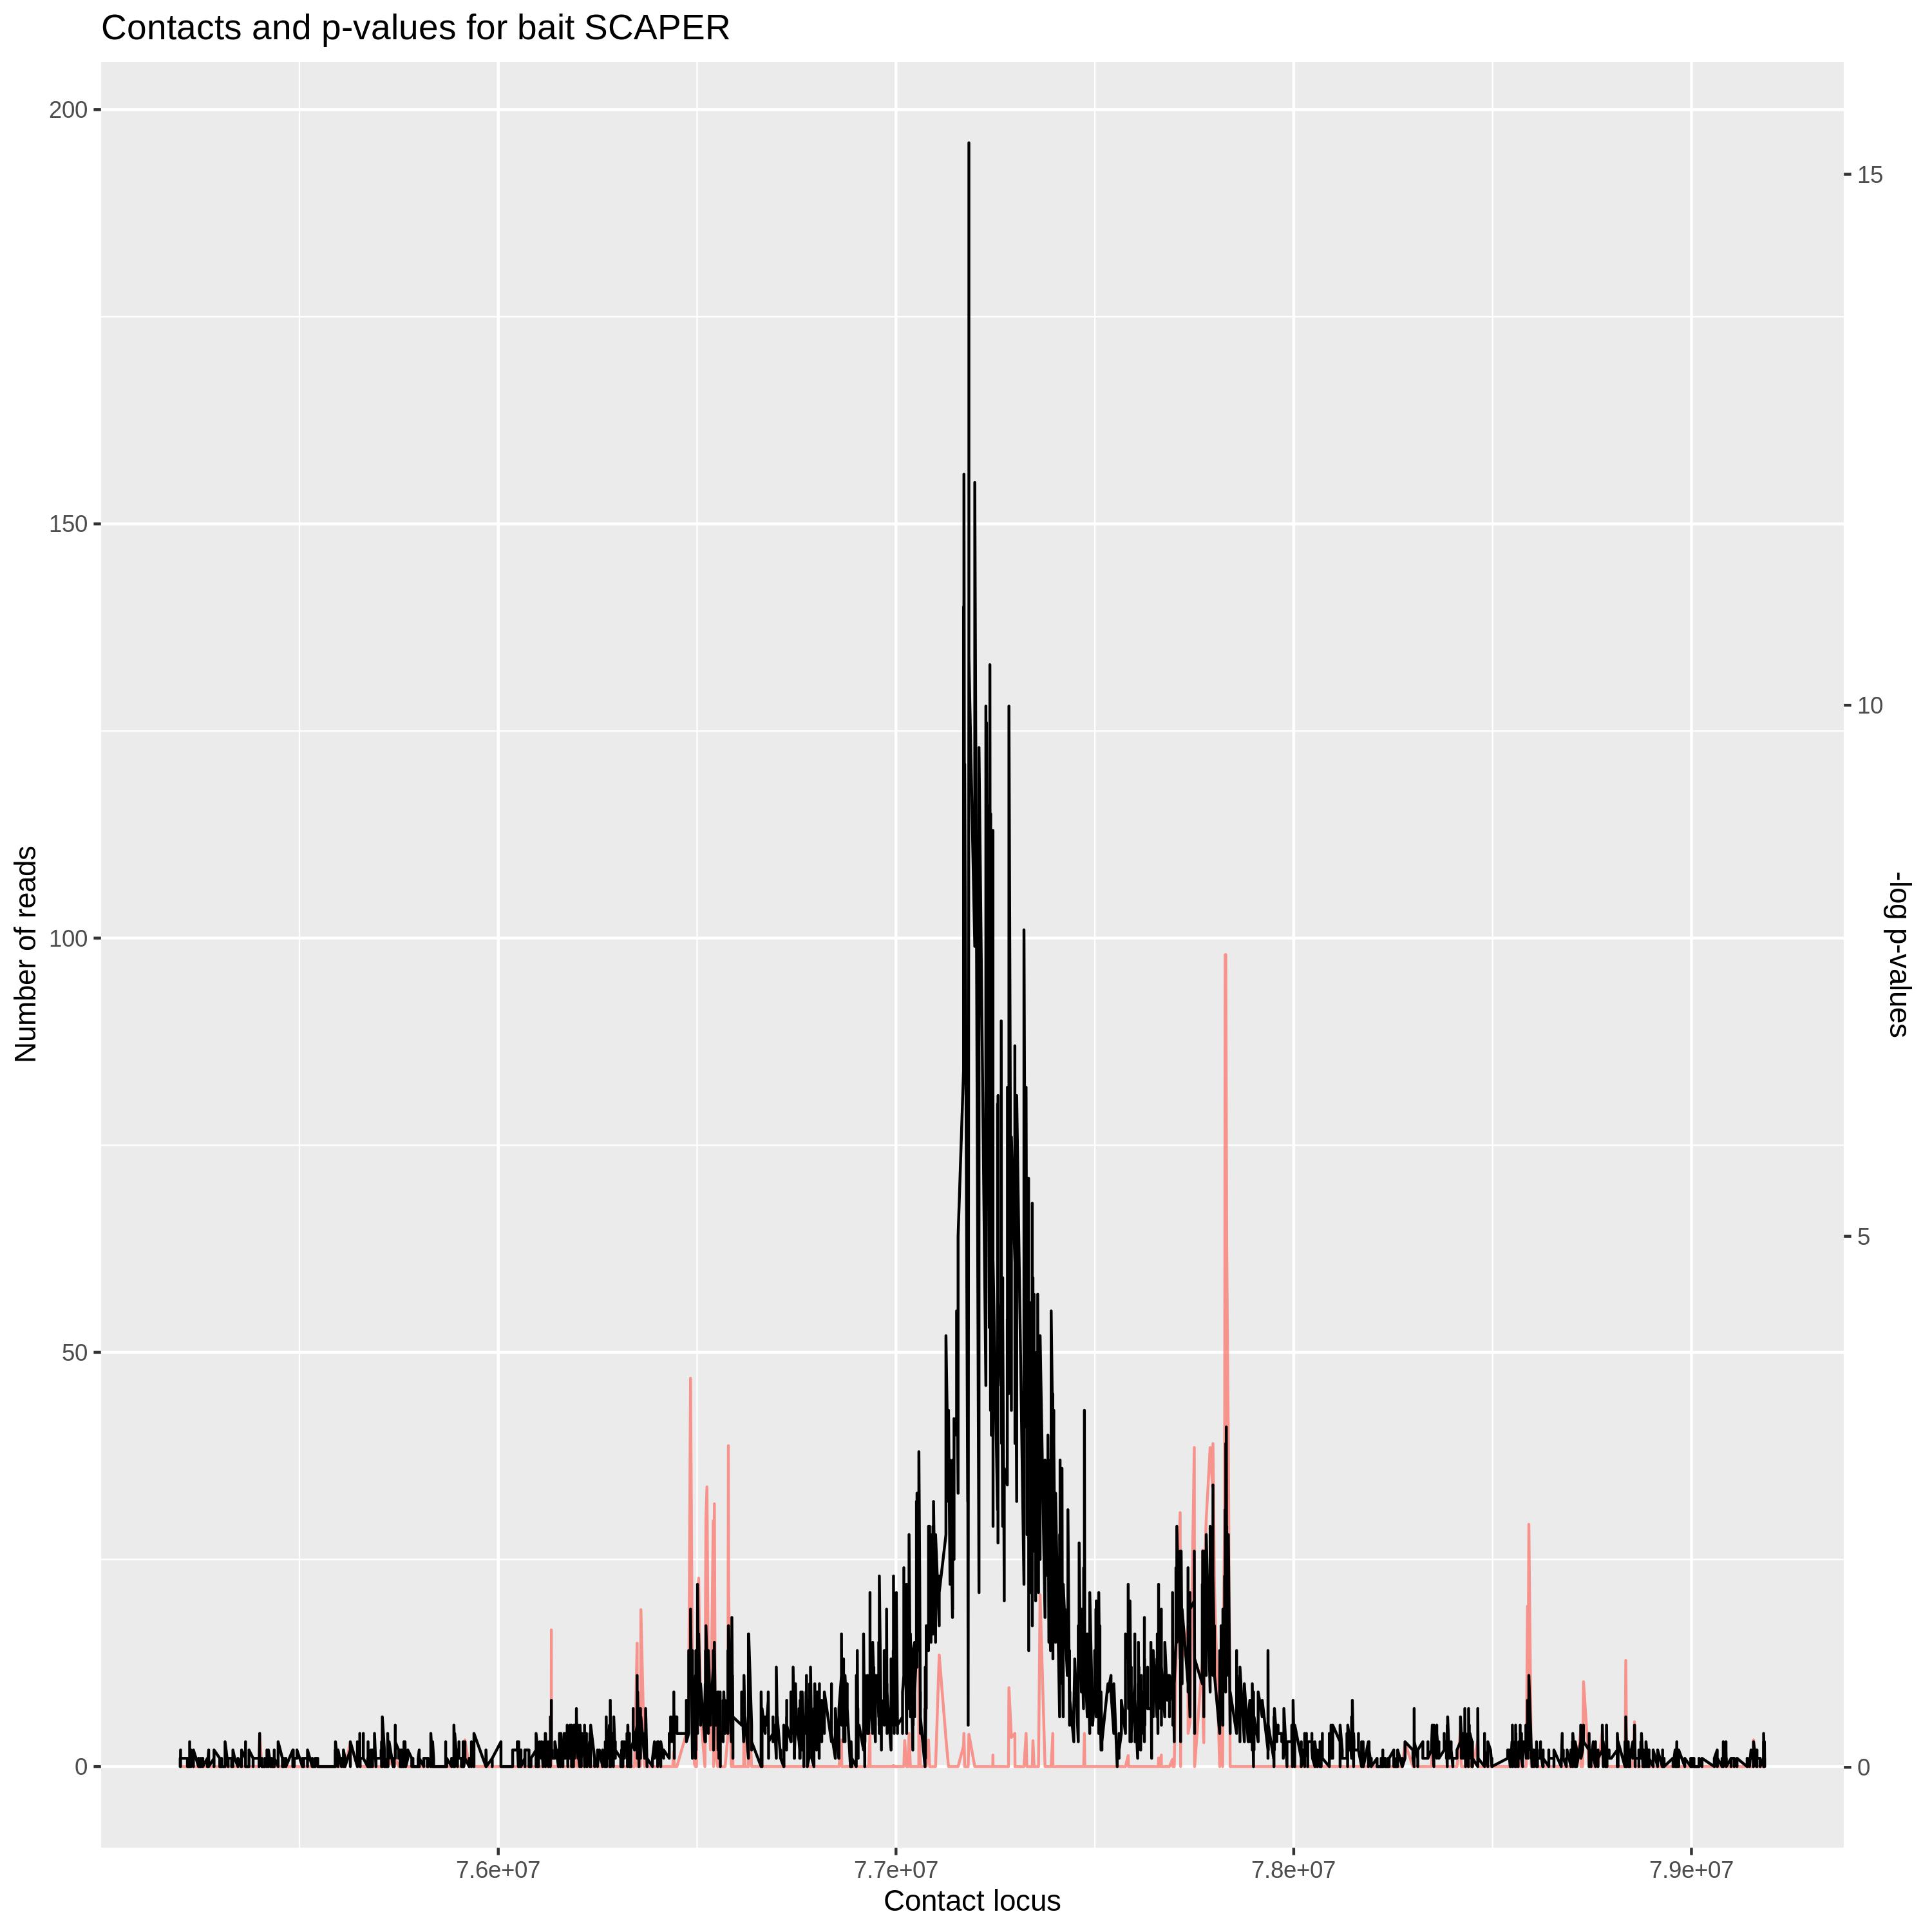 Contacts and p-values for bait SCAPER
200
150
100
50
0
Number of reads
15
10
5
0
-log p-values
7.6e+07 7.7e+07 7.8e+07 7.9e+07
Contact locus